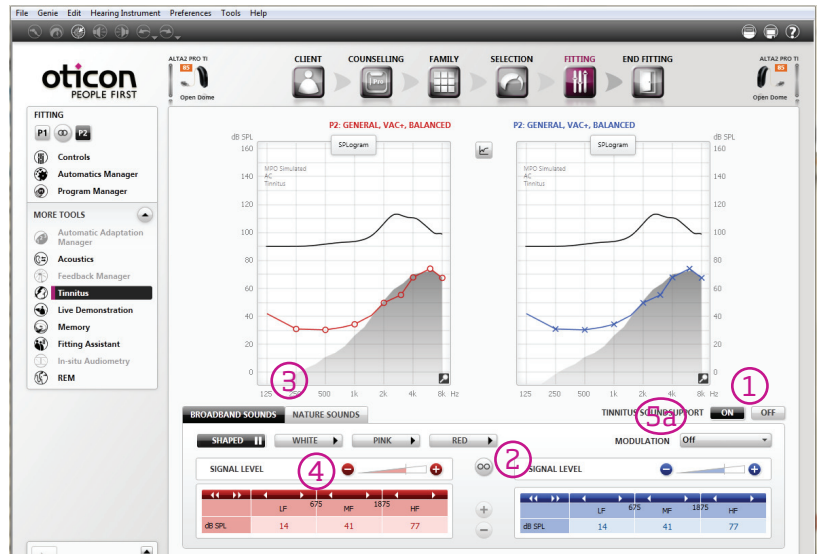 File Genie Edit Hearing Instrument Preferences Tools Help
ALTA2 PRO TI
85
Open Dome
CLIENT COUNSELLING FAMILY SELECTION FITTING END FITTING
Pro
ALTA2 PRO TI
85
Open Dome
oticon
PEOPLE FIRST
FITTING
P1 P2
Controls
Automatics Manager
Program Manager
MORE TOOLS
Automatic Adaptation
Manager
Acoustics
Feedback Manager
Tinnitus
Live Demonstration
Memory
Fitting Assistant
In-situ Audiometry
REM
P2: GENERAL, VAC+, BALANCED
dB SPL
SPLogram
160
140
120
100
80
60
40
20
0
MPO Simulated
AC
Tinnitus
125 250 500 1k 2k 4k 8k Hz
P2: GENERAL, VAC+, BALANCED
dB SPL
SPLogram
160
140
120
100
80
60
40
20
0
MPO Simulated
AC
Tinnitus
125 250 500 1k 2k 4k 8k Hz
3
1
5a
BROADBAND SOUNDS NATURE SOUNDS
TINNITUS SOUNDSUPPORT ON OFF
SHAPED WHITE PINK RED
MODULATION Off
2
4
SIGNAL LEVEL
SIGNAL LEVEL
LF 675 MF 1875 HF
dB SPL 14 41 77
LF 675 MF 1875 HF
dB SPL 14 41 77